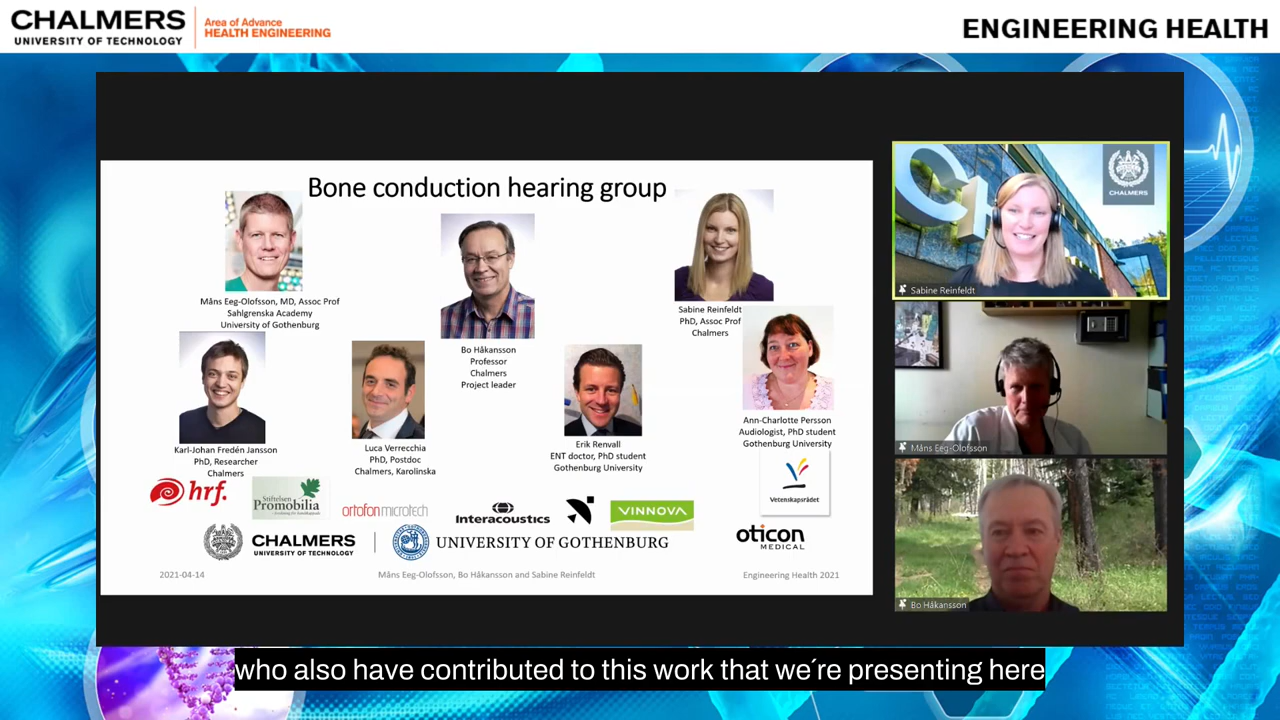 CHALMERS
UNIVERSITY OF TECHNOLOGY
Area of Advance
HEALTH ENGINEERING
ENGINEERING HEALTH
Bone conduction hearing group
Måns Eeg-Olofsson, MD, Assoc Prof
Sahlgrenska Academy
University of Gothenburg
Bo Håkansson
Professor
Chalmers
Project leader
Sabine Reinfeldt
PhD, Assoc Prof
Chalmers
Karl-Johan Fredén Jansson
PhD, Researcher
Chalmers
Luca Verrecchia
PhD, Postdoc
Chalmers, Karolinska
Erik Renvall
ENT doctor, PhD student
Gothenburg University
Ann-Charlotte Persson
Audiologist, PhD student
Gothenburg University
hrf.
Stiftelsen
Promobilia
ortofon microtech
Interacoustics
VINNOVA
Vetenskapsrådet
CHALMERS
UNIVERSITY OF TECHNOLOGY
UNIVERSITY OF GOTHENBURG
oticon
MEDICAL
2021-04-14
Måns Eeg-Olofsson, Bo Håkansson and Sabine Reinfeldt
Engineering Health 2021
CHALMERS
Sabine Reinfeldt
Måns Eeg-Olofsson
Bo Håkansson
who also have contributed to this work that we´re presenting here